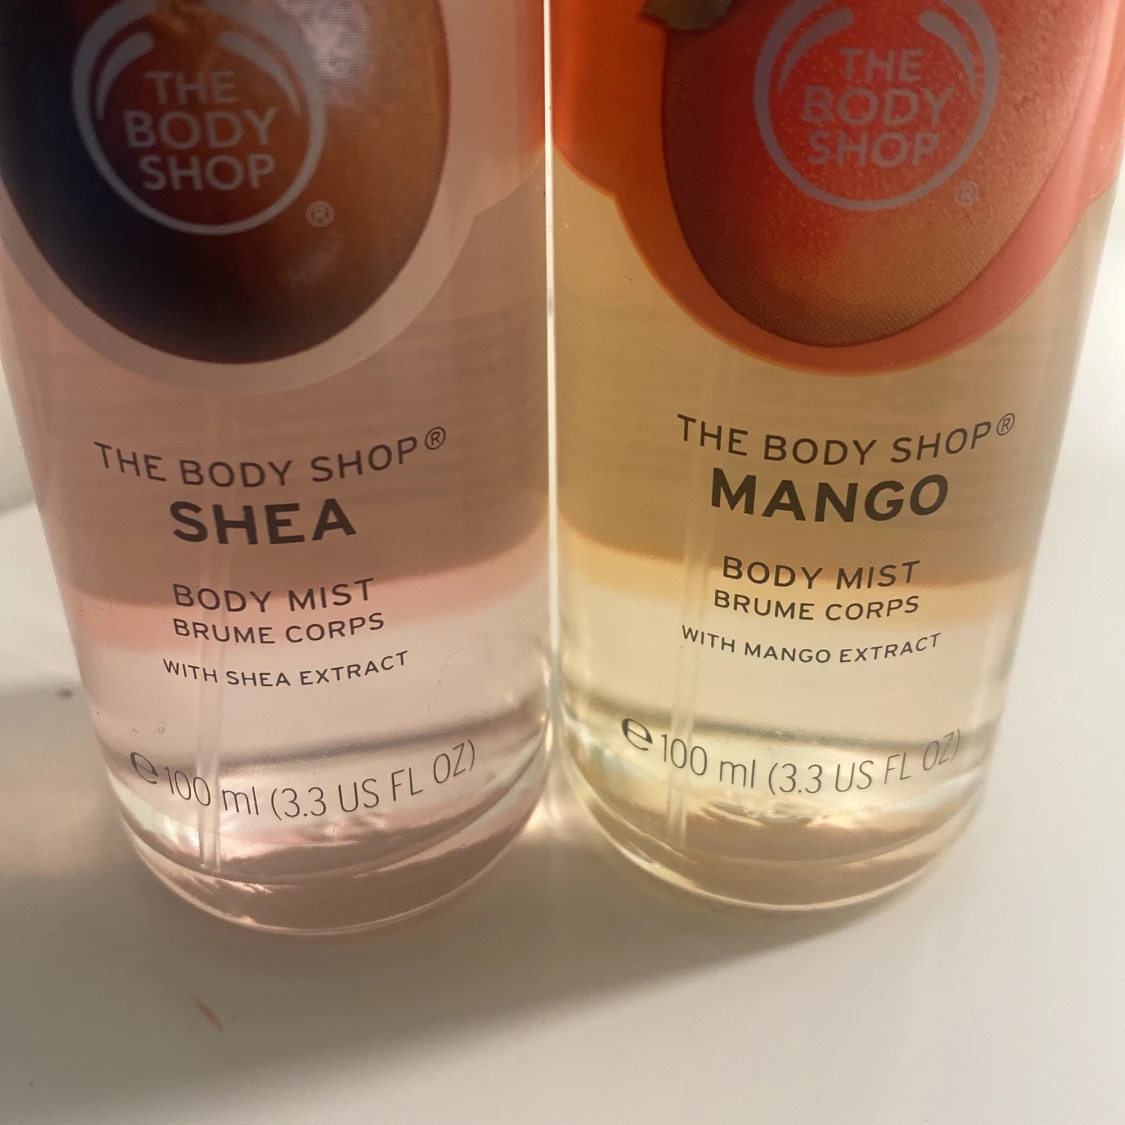 THE
BODY
SHOP
®
THE BODY SHOP®
SHEA
BODY MIST
BRUME CORPS
WITH SHEA EXTRACT
℮100 ml (3.3 US FL OZ)
THE
BODY
SHOP
®
THE BODY SHOP®
MANGO
BODY MIST
BRUME CORPS
WITH MANGO EXTRACT
℮100 ml (3.3 US FL OZ)